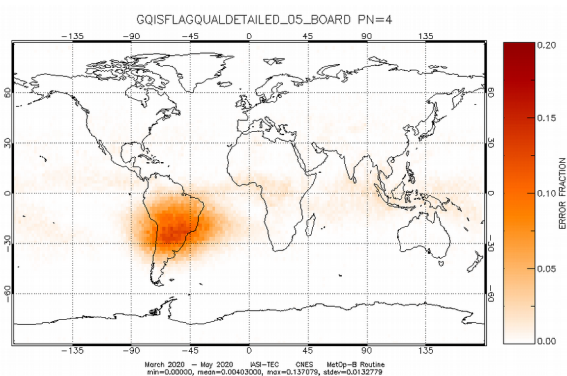 GQISFLAGQUALDETAILED_05_BOARD PN=4
-135 -90 -45 0 45 90 135
0.20
60 60
0.15
30 30
0 0
0.10
ERROR TRACTION
-30 -30
0.05
-60 -60
0.00
-135 -90 -45 0 45 90 135
March 2020 - May 2020 IASI-TEC CNES MetOp-B Routine
min=0.00000, mean=0.00403000, max=0.137079, stdev=0.0132779